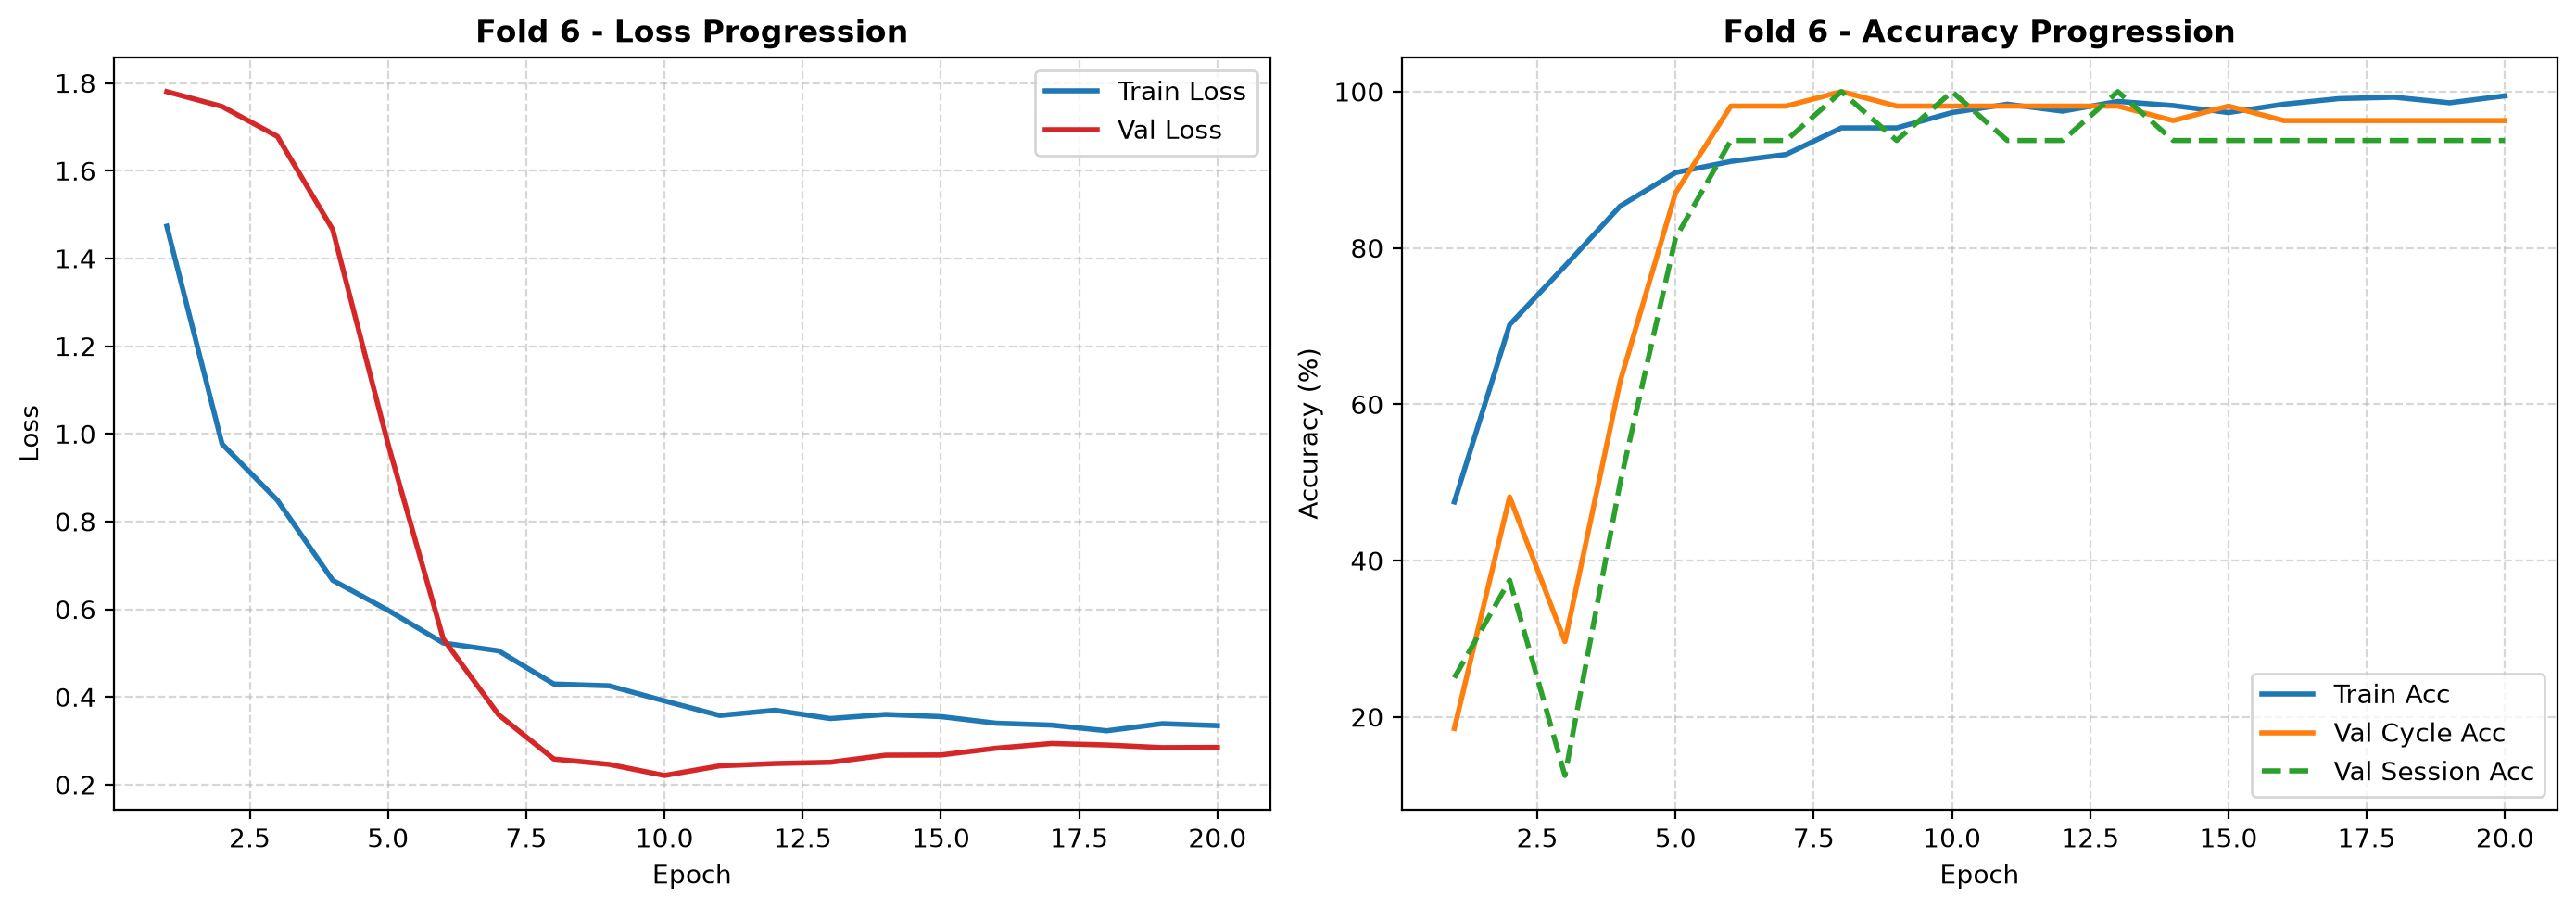 Fold 6 - Loss Progression
1.8
1.6
1.4
1.2
1.0
0.8
0.6
0.4
0.2
Loss
Train Loss
Val Loss
2.5 5.0 7.5 10.0 12.5 15.0 17.5 20.0
Epoch
Fold 6 - Accuracy Progression
100
80
60
40
20
Accuracy (%)
Train Acc
Val Cycle Acc
Val Session Acc
2.5 5.0 7.5 10.0 12.5 15.0 17.5 20.0
Epoch